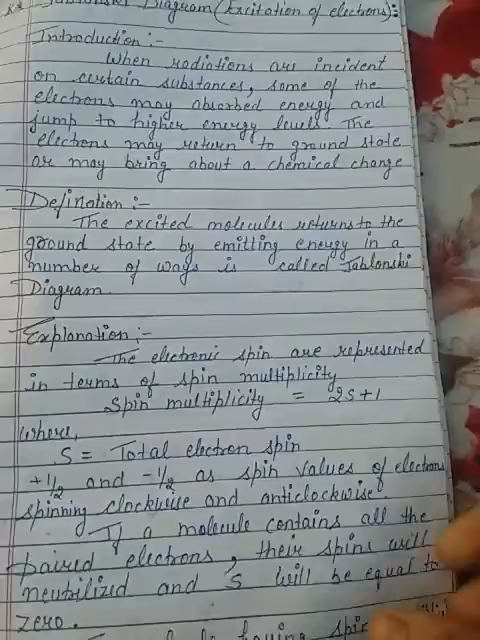 Diagram (Excitation of electrons):-
Introduction :-
When radiations are incident
on certain substances, some of the
electrons may absorbed energy and
jump to higher energy levels. The
electrons may return to ground state
or may bring about a chemical change
Defination :-
The excited molecules returns to the
ground state by emitting energy in a
number of ways is called Jablonski
Diagram.
Explanation :-
The electronic spin are represented
in terms of spin multiplicity
Spin multiplicity = 2S+1
Where,
S = Total electron spin
+1/2 and -1/2 as spin values of electrons
spinning clockwise and anticlockwise.
If a molecule contains all the
paired electrons, their spins will
neutrilized and S will be equal to
zero.
having spin